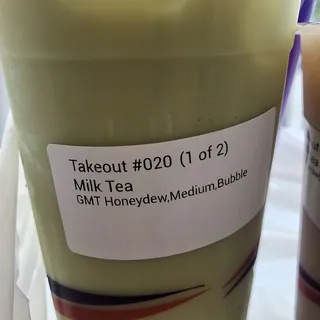 Takeout #020 (1 of 2)
Milk Tea
GMT Honeydew,Medium,Bubble